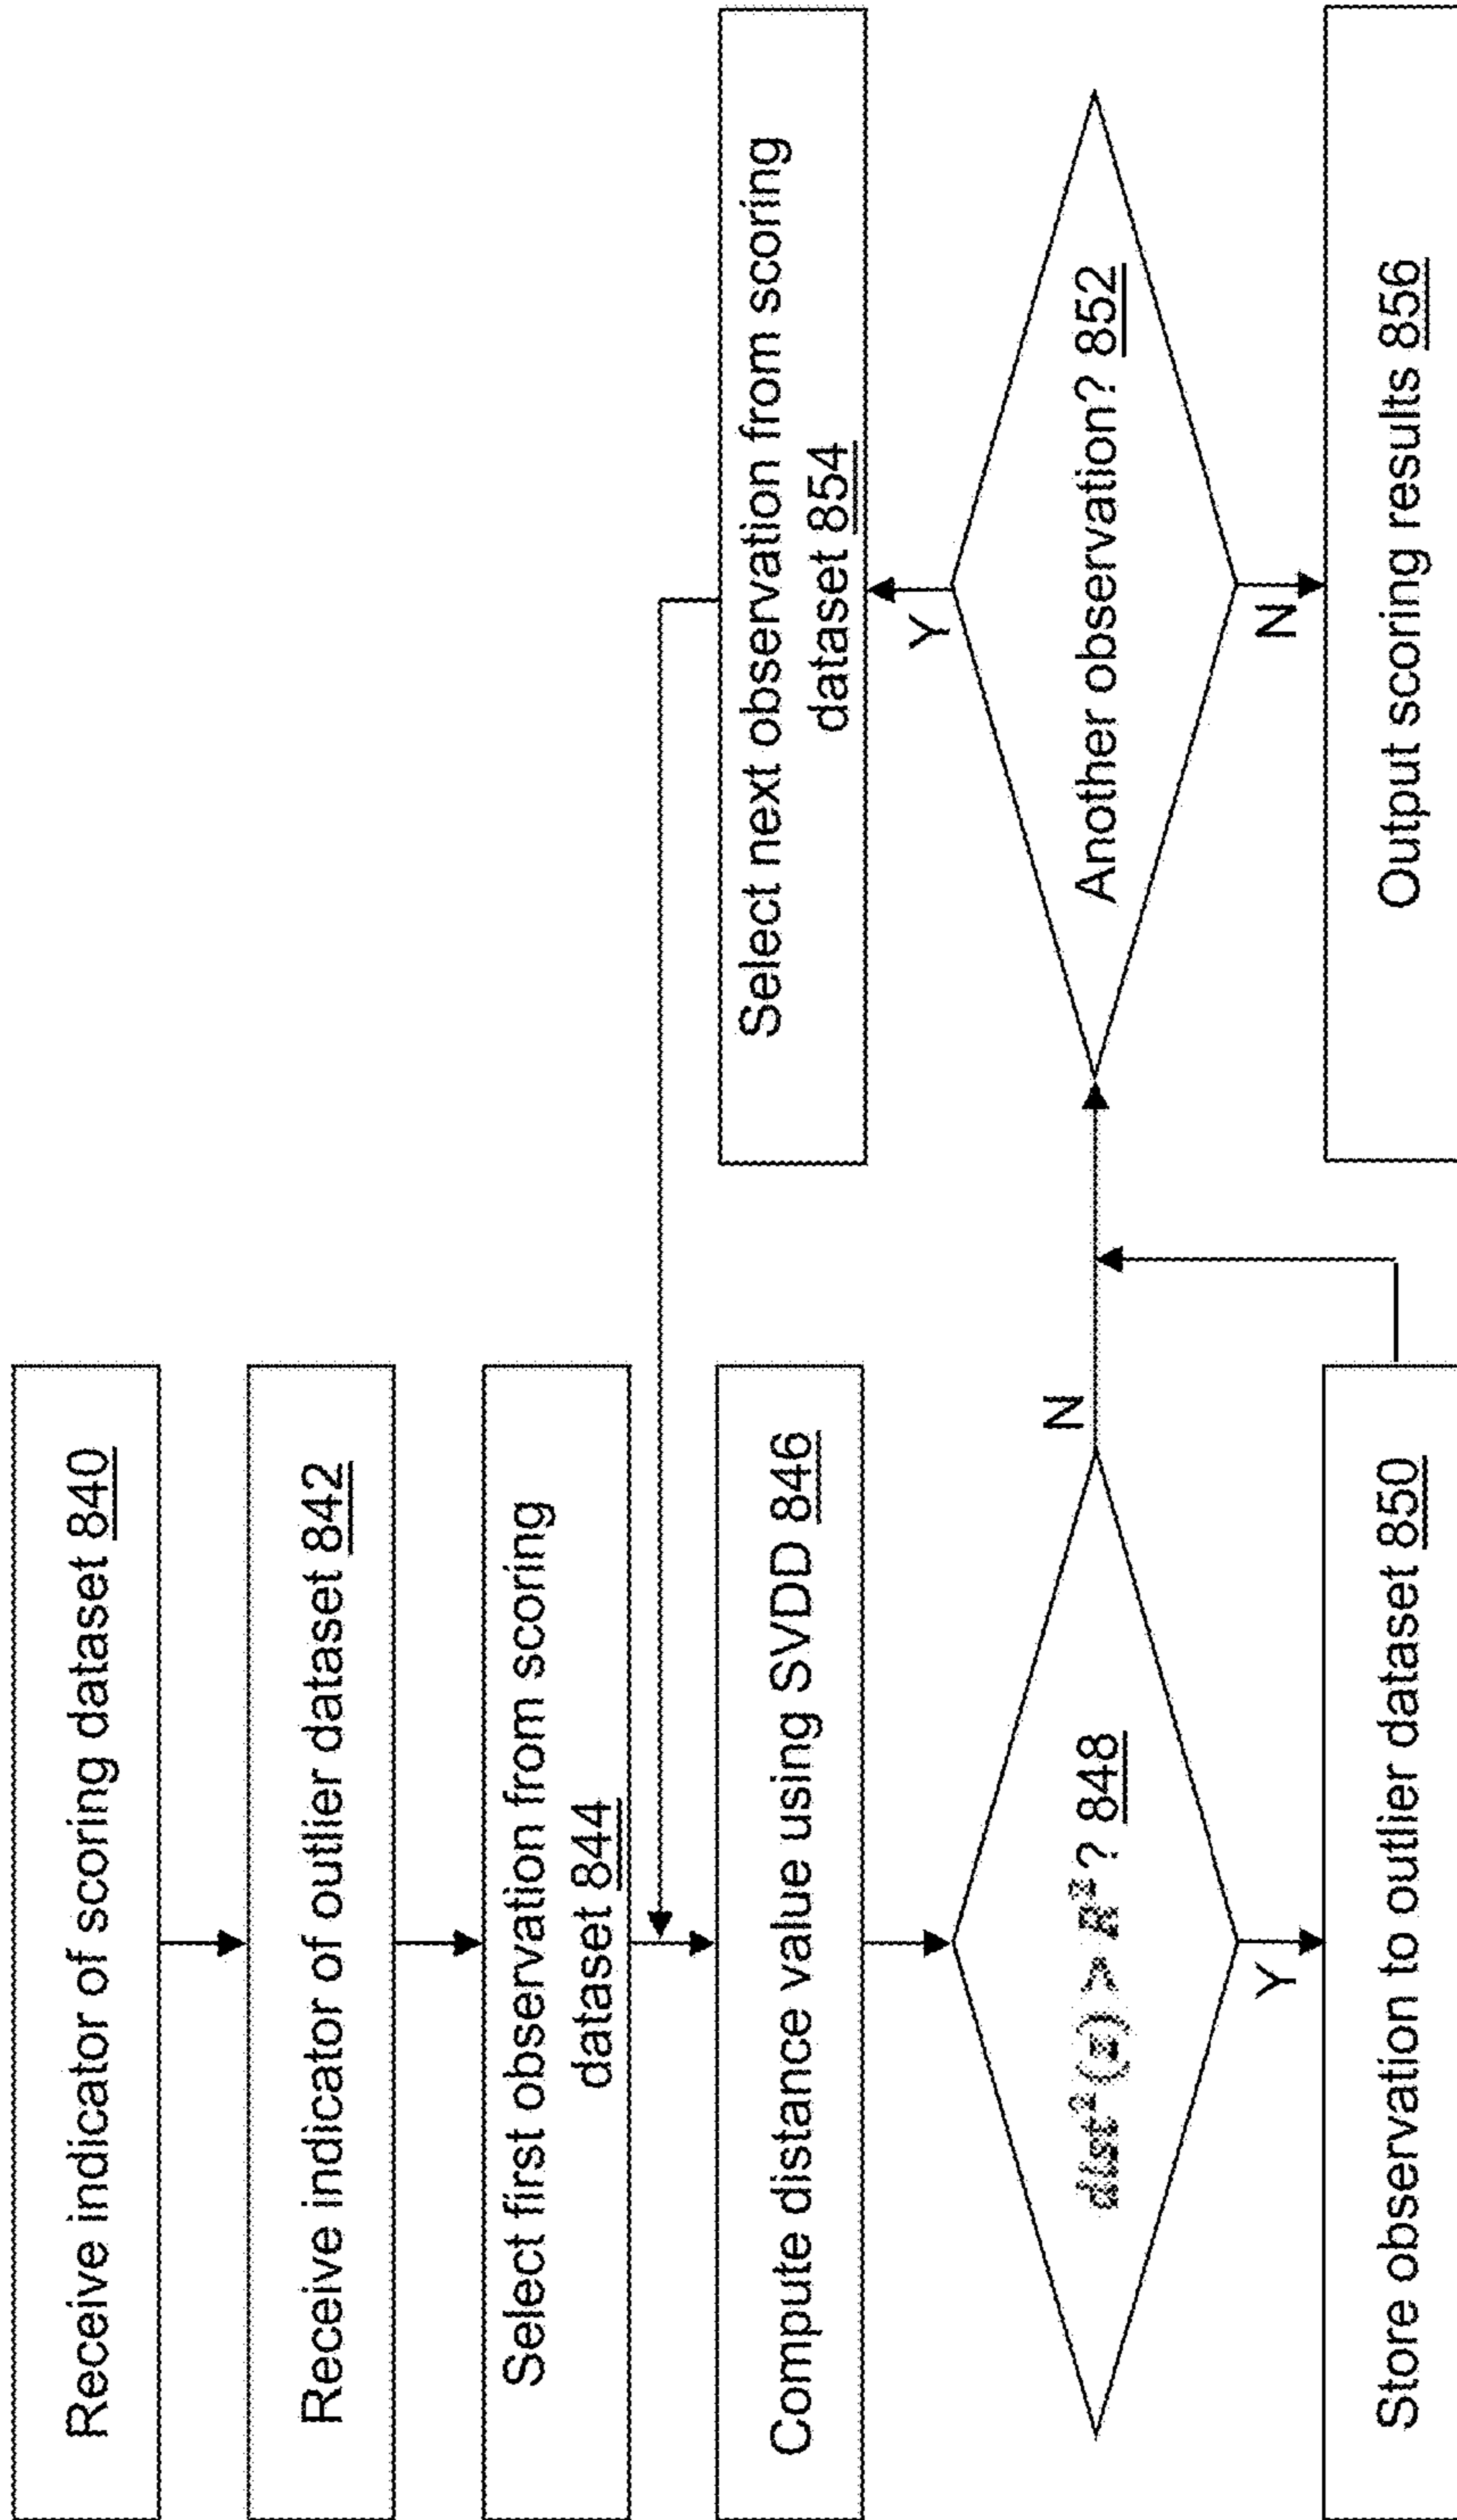 Receive indicator of scoring dataset 840
Receive indicator of outlier dataset 842
Select first observation from scoring
dataset 844
Compute distance value using SVDD 846
dist²(z) > R²? 848
Y
N
Store observation to outlier dataset 850
Select next observation from scoring
dataset 854
Y
Another observation? 852
N
Output scoring results 856